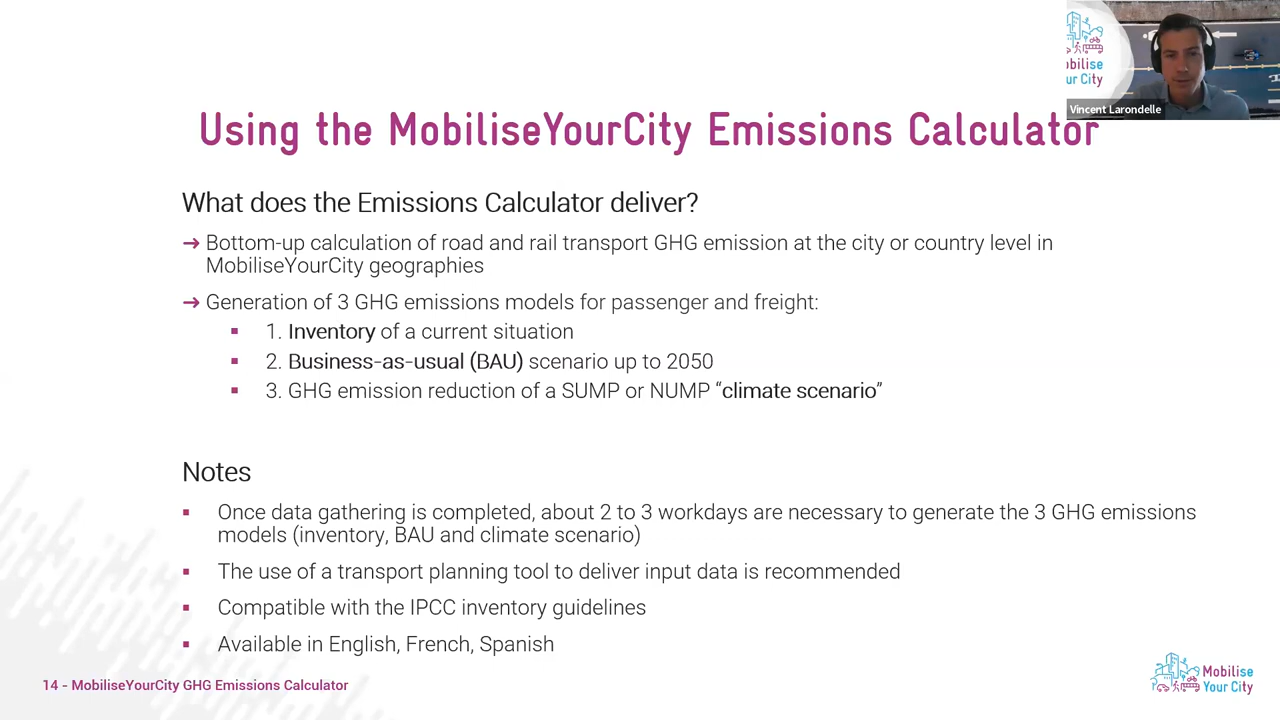 obilise
ur City
Vincent Larondelle
Using the MobiliseYourCity Emissions Calculator
What does the Emissions Calculator deliver?
→ Bottom-up calculation of road and rail transport GHG emission at the city or country level in
MobiliseYourCity geographies
→ Generation of 3 GHG emissions models for passenger and freight:
▪ 1. Inventory of a current situation
▪ 2. Business-as-usual (BAU) scenario up to 2050
▪ 3. GHG emission reduction of a SUMP or NUMP “climate scenario”
Notes
▪ Once data gathering is completed, about 2 to 3 workdays are necessary to generate the 3 GHG emissions
models (inventory, BAU and climate scenario)
▪ The use of a transport planning tool to deliver input data is recommended
▪ Compatible with the IPCC inventory guidelines
▪ Available in English, French, Spanish
14 - MobiliseYourCity GHG Emissions Calculator
Mobilise
Your City